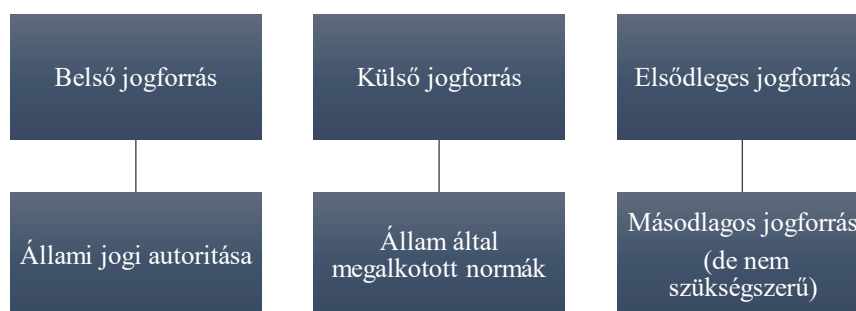 Belső jogforrás
Külső jogforrás
Elsődleges jogforrás
Állami jogi autoritása
Állam által
megalkotott normák
Másodlagos jogforrás
(de nem
szükségszerű)